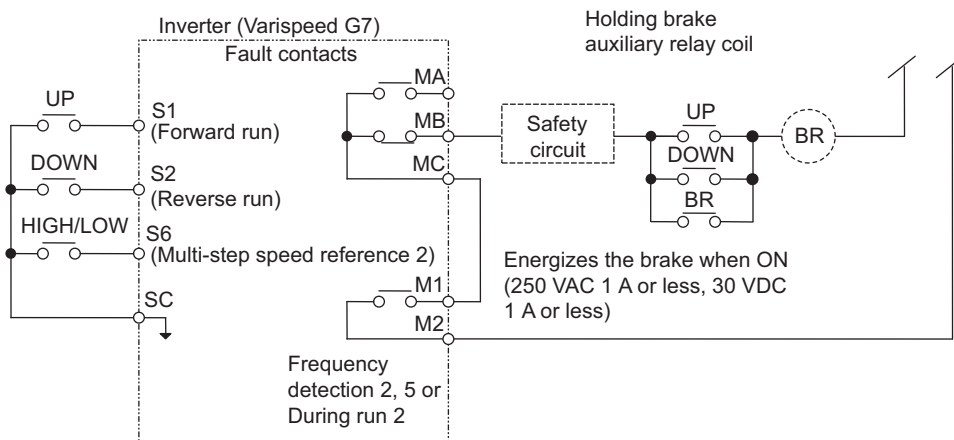 Inverter (Varispeed G7)
Fault contacts
Holding brake
auxiliary relay coil
MA
UP
S1
(Forward run)
MB
Safety
circuit
UP
BR
DOWN
S2
(Reverse run)
MC
DOWN
BR
HIGH/LOW
S6
(Multi-step speed reference 2)
Energizes the brake when ON
(250 VAC 1 A or less, 30 VDC
1 A or less)
SC
M1
M2
Frequency
detection 2, 5 or
During run 2